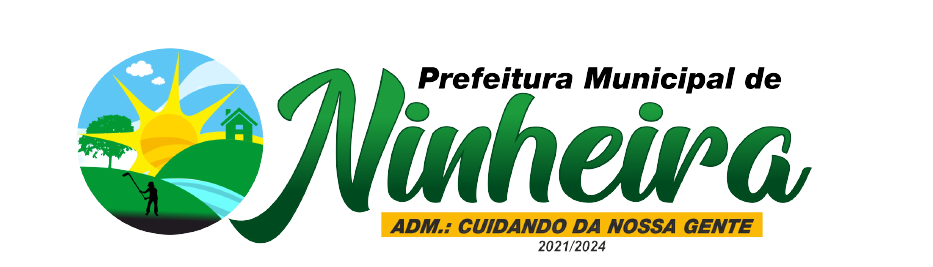 Prefeitura Municipal de
Ninheira
ADM.: CUIDANDO DA NOSSA GENTE
2021/2024